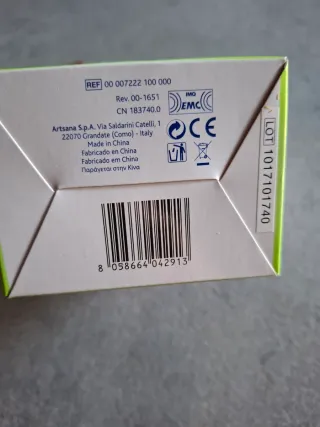 REF 00 007222 100 000
Rev. 00-1651
CN 183740.0
IMQ
EMC
Artsana S.p.A. Via Saldarini Catelli, 1
22070 Grandate (Como) - Italy
Made in China
Fabricado en China
Fabricado em China
Παράγεται στην Κίνα
CE
LOT 1017101740
8 058664 042913